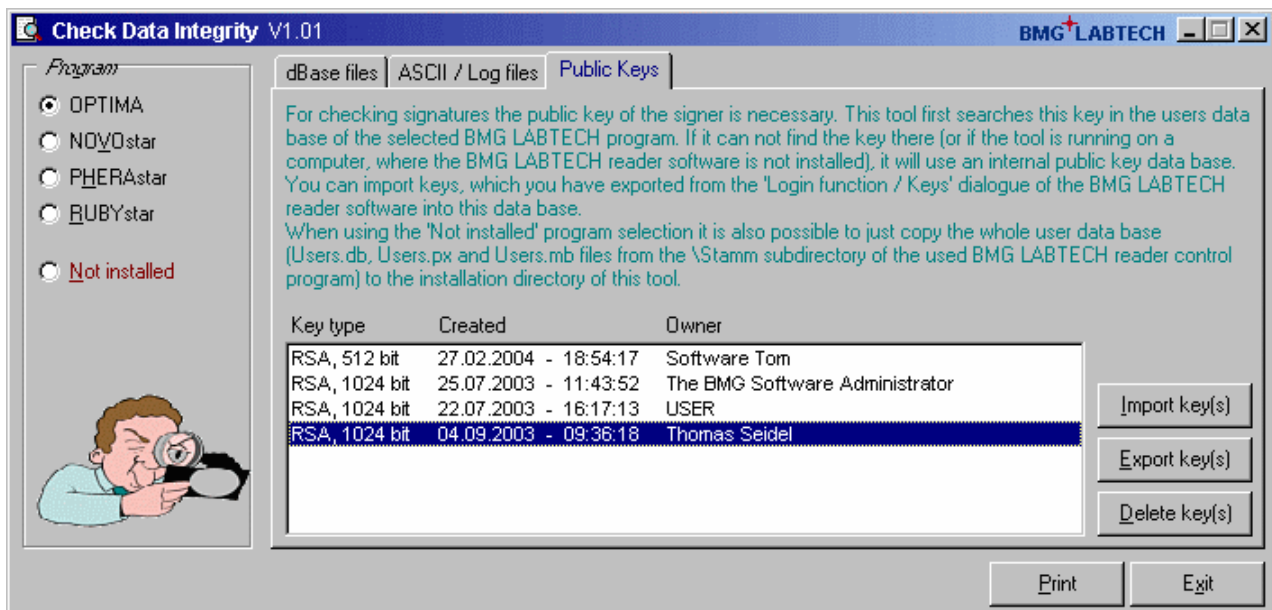 Check Data Integrity V1.01
BMG LABTECH
Program
OPTIMA
NOVOstar
PHERAstar
RUBYstar
Not installed
dBase files
ASCII / Log files
Public Keys
For checking signatures the public key of the signer is necessary. This tool first searches this key in the users data
base of the selected BMG LABTECH program. If it can not find the key there (or if the tool is running on a
computer, where the BMG LABTECH reader software is not installed), it will use an internal public key data base.
You can import keys, which you have exported from the 'Login function / Keys' dialogue of the BMG LABTECH
reader software into this data base.
When using the 'Not installed' program selection it is also possible to just copy the whole user data base
(Users.db, Users.px and Users.mb files from the \Stamm subdirectory of the used BMG LABTECH reader control
program) to the installation directory of this tool.
Key type Created Owner
RSA, 512 bit 27.02.2004 - 18:54:17 Software Tom
RSA, 1024 bit 25.07.2003 - 11:43:52 The BMG Software Administrator
RSA, 1024 bit 22.07.2003 - 16:17:13 USER
RSA, 1024 bit 04.09.2003 - 09:36:18 Thomas Seidel
Import key(s)
Export key(s)
Delete key(s)
Print
Exit